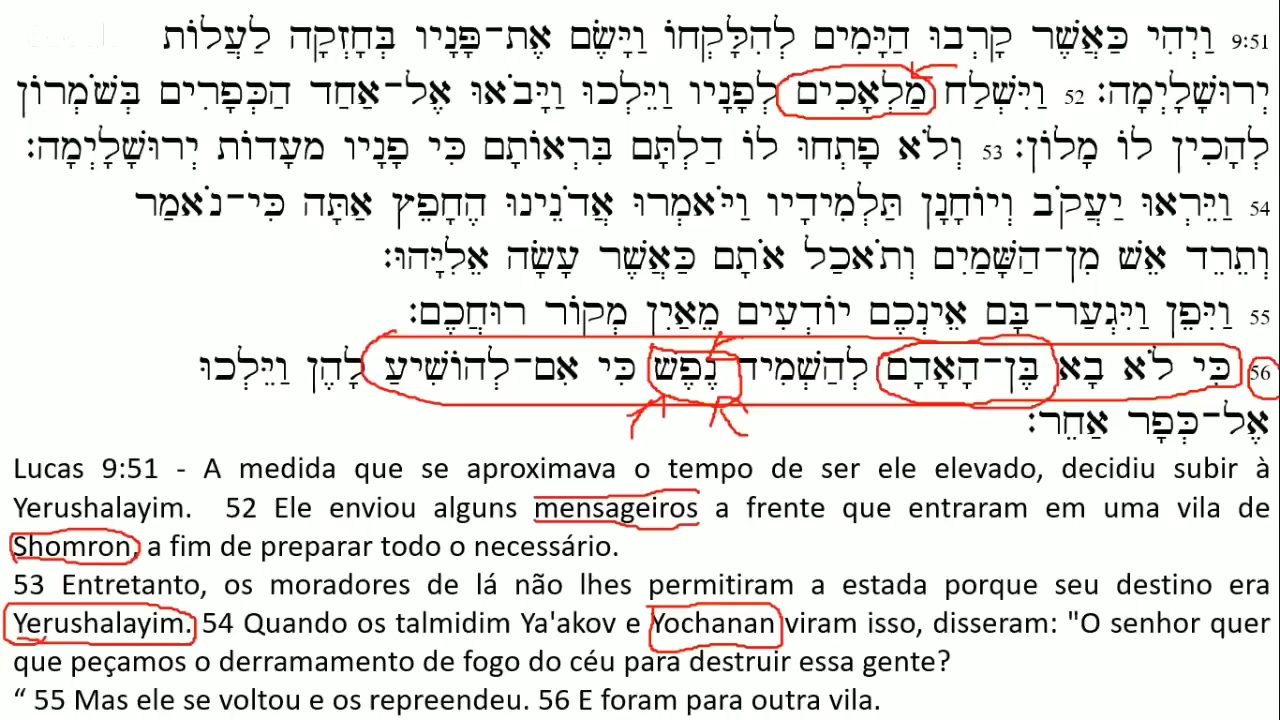 9:51 וַיְהִי כַּאֲשֶׁר קָרְבוּ הַיָּמִים לְהִלָּקְחוֹ וַיָּשֶׂם אֶת־פָּנָיו בְּחָזְקָה לַעֲלוֹת
יְרוּשָׁלָיְמָה׃ 52 וַיִּשְׁלַח מַלְאָכִים לְפָנָיו וַיֵּלְכוּ וַיָּבֹאוּ אֶל־אַחַד הַכְּפָרִים בְּשֹׁמְרוֹן
לְהָכִין לוֹ מָלוֹן׃ 53 וְלֹא פָתְחוּ לוֹ דַלְתָּם בִּרְאוֹתָם כִּי פָנָיו מֻעָדוֹת יְרוּשָׁלָיְמָה׃
54 וַיֵּרְאוּ יַעֲקֹב וְיוֹחָנָן תַּלְמִידָיו וַיֹּאמְרוּ אֲדֹנֵינוּ הֲחָפֵץ אַתָּה כִּי־נֹאמַר
וְתֵרֵד אֵשׁ מִן־הַשָּׁמַיִם וְתֹאכַל אֹתָם כַּאֲשֶׁר עָשָׂה אֵלִיָּהוּ׃
55 וַיִּפֶן וַיִּגְעַר־בָּם אֵינְכֶם יוֹדְעִים מֵאַיִן מְקוֹר רוּחֲכֶם׃
56 כִּי לֹא בָא בֶּן־הָאָדָם לְהַשְׁמִיד נֶפֶשׁ כִּי אִם־לְהוֹשִׁיעַ לָהֶן וַיֵּלְכוּ
אֶל־כְּפָר אַחֵר׃
Lucas 9:51 - A medida que se aproximava o tempo de ser ele elevado, decidiu subir à
Yerushalayim. 52 Ele enviou alguns mensageiros a frente que entraram em uma vila de
Shomron, a fim de preparar todo o necessário.
53 Entretanto, os moradores de lá não lhes permitiram a estada porque seu destino era
Yerushalayim. 54 Quando os talmidim Ya'akov e Yochanan viram isso, disseram: "O senhor quer
que peçamos o derramamento de fogo do céu para destruir essa gente?
“ 55 Mas ele se voltou e os repreendeu. 56 E foram para outra vila.